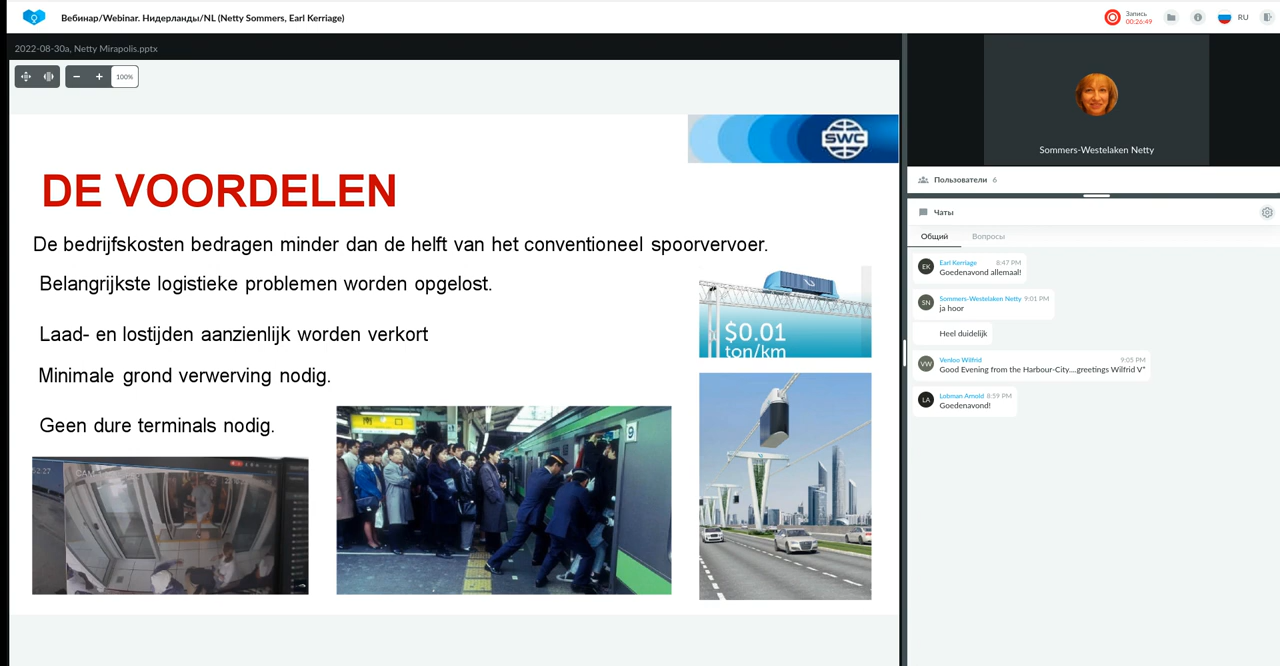 Вебинар/Webinar. Нидерланды/NL (Netty Sommers, Earl Kerriage)
Запись
00:26:49
RU
2022-08-30a, Netty Mirapolis.pptx
100%
SWC
DE VOORDELEN
De bedrijfskosten bedragen minder dan de helft van het conventioneel spoorvervoer.
Belangrijkste logistieke problemen worden opgelost.
Laad- en lostijden aanzienlijk worden verkort
Minimale grond verwerving nodig.
Geen dure terminals nodig.
$0.01
ton/km
南 口
9
Sommers-Westelaken Netty
Пользователи 6
Чаты
Общий Вопросы
EK
Earl Kerriage 8:47 PM
Goedenavond allemaal!
SN
Sommers-Westelaken Netty 9:01 PM
ja hoor
Heel duidelijk
VW
Venloo Wilfrid 9:05 PM
Good Evening from the Harbour-City....greetings Wilfrid V"
LA
Lobman Arnold 8:59 PM
Goedenavond!